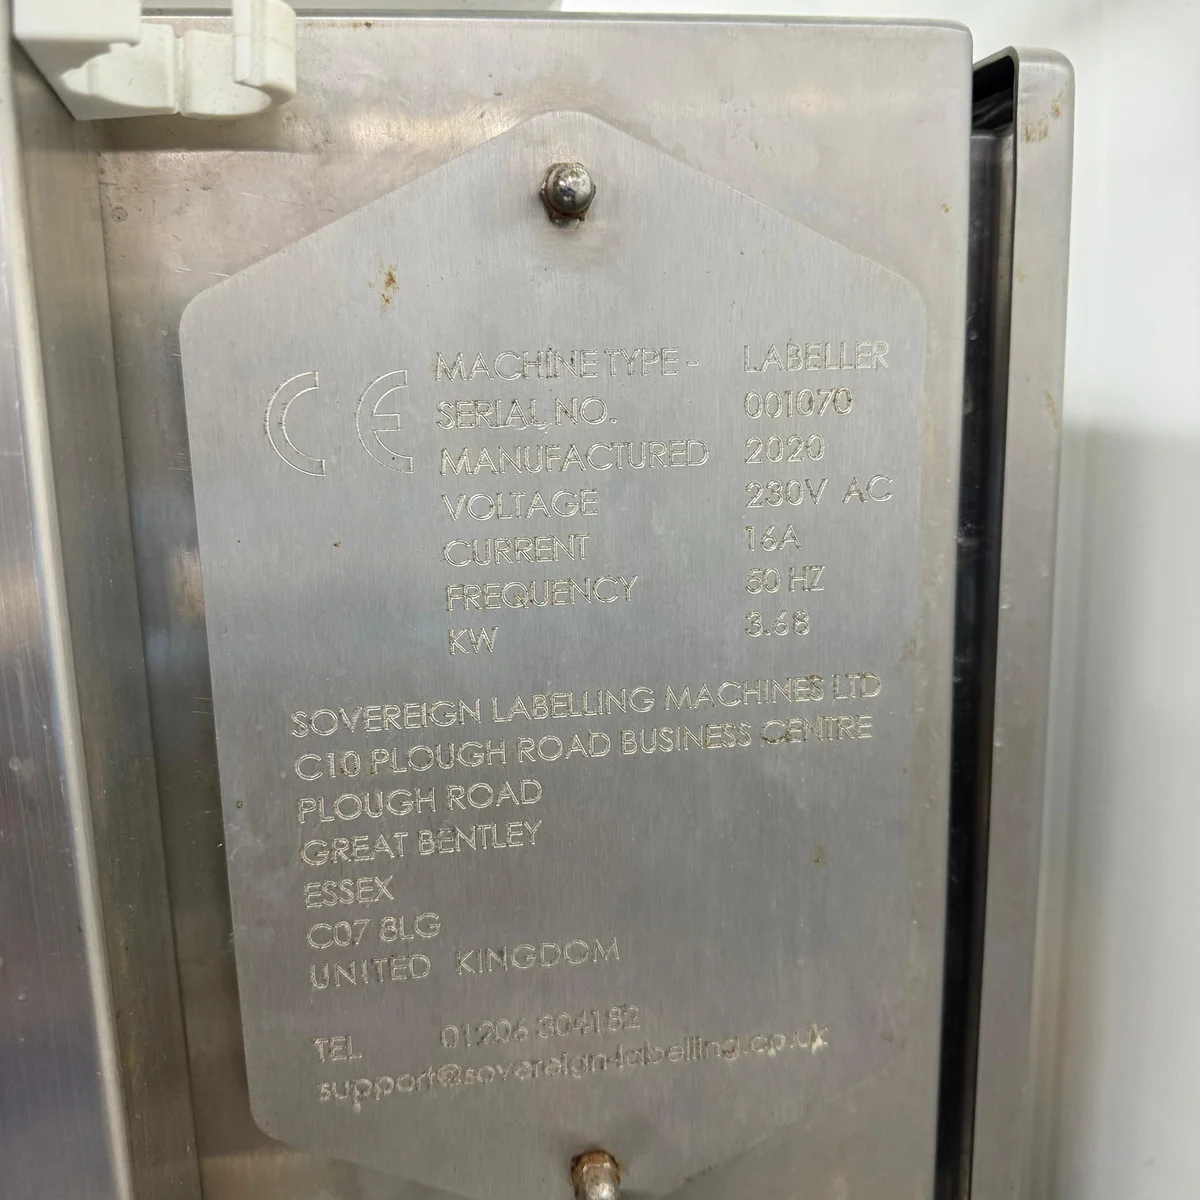 CE
MACHINE TYPE - LABELLER
SERIAL NO. 001070
MANUFACTURED 2020
VOLTAGE 230V AC
CURRENT 16A
FREQUENCY 50 HZ
KW 3.68
SOVEREIGN LABELLING MACHINES LTD
C10 PLOUGH ROAD BUSINESS CENTRE
PLOUGH ROAD
GREAT BENTLEY
ESSEX
C07 8LG
UNITED KINGDOM
TEL 01206 304182
support@sovereign-labelling.co.uk